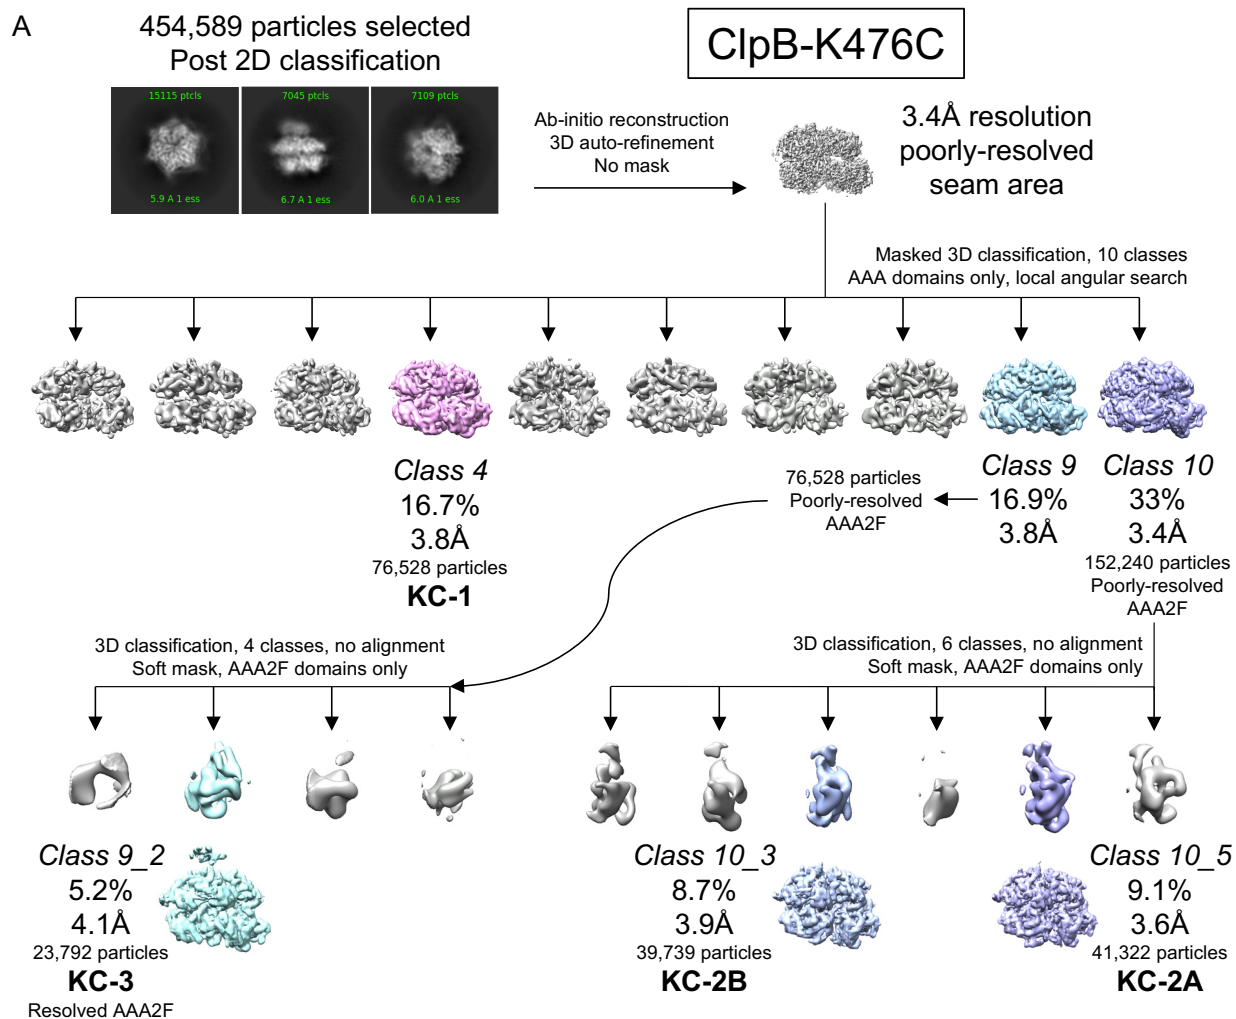 A
454,589 particles selected
Post 2D classification
ClpB-K476C
15115 ptcls
7045 ptcls
7109 ptcls
5.9 A 1 ess
6.7 A 1 ess
6.0 A 1 ess
Ab-initio reconstruction
3D auto-refinement
No mask
3.4Å resolution
poorly-resolved
seam area
Masked 3D classification, 10 classes
AAA domains only, local angular search
Class 4
16.7%
3.8Å
76,528 particles
KC-1
76,528 particles
Poorly-resolved
AAA2F
Class 9
16.9%
3.8Å
Class 10
33%
3.4Å
152,240 particles
Poorly-resolved
AAA2F
3D classification, 4 classes, no alignment
Soft mask, AAA2F domains only
3D classification, 6 classes, no alignment
Soft mask, AAA2F domains only
Class 9_2
5.2%
4.1Å
23,792 particles
KC-3
Resolved AAA2F
Class 10_3
8.7%
3.9Å
39,739 particles
KC-2B
Class 10_5
9.1%
3.6Å
41,322 particles
KC-2A